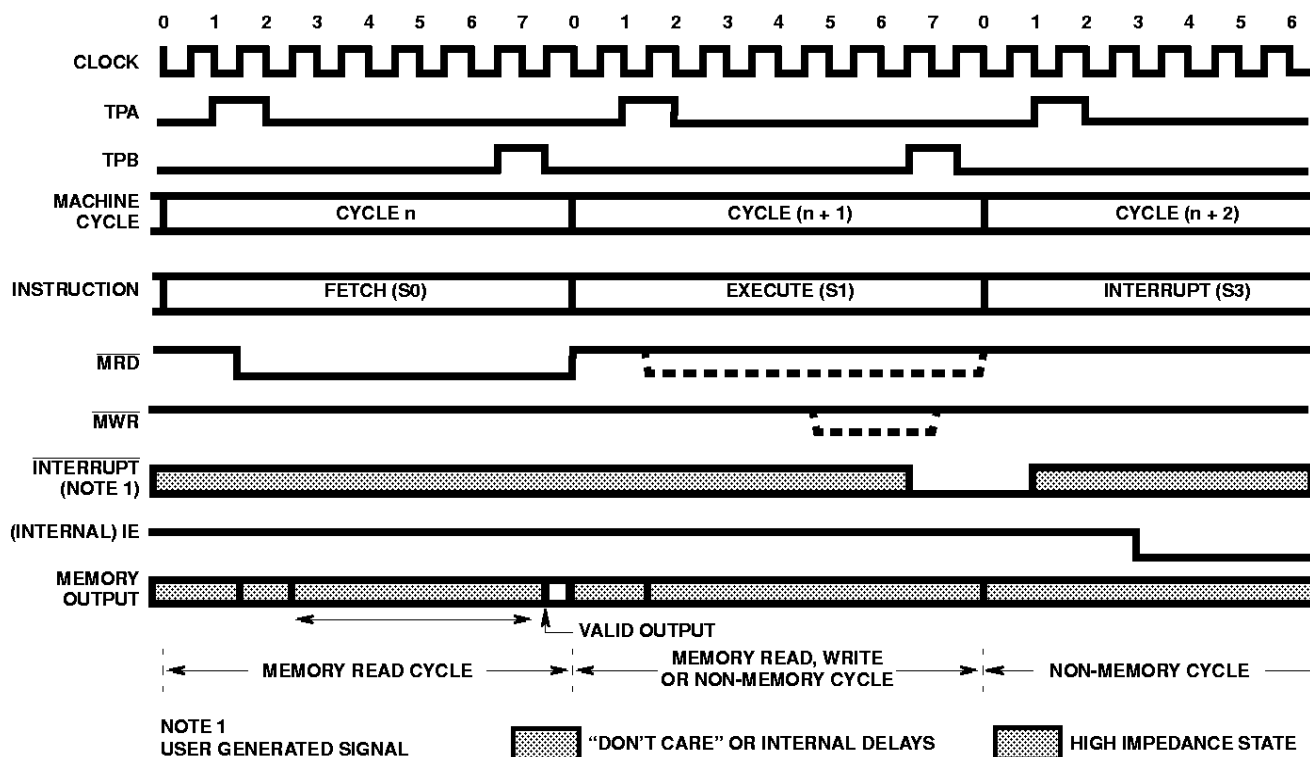 0 1 2 3 4 5 6 7 0 1 2 3 4 5 6 7 0 1 2 3 4 5 6
CLOCK
TPA
TPB
MACHINE
CYCLE
CYCLE n
CYCLE (n + 1)
CYCLE (n + 2)
INSTRUCTION
FETCH (S0)
EXECUTE (S1)
INTERRUPT (S3)
MRD
MWR
INTERRUPT
(NOTE 1)
(INTERNAL) IE
MEMORY
OUTPUT
VALID OUTPUT
MEMORY READ CYCLE
MEMORY READ, WRITE
OR NON-MEMORY CYCLE
NON-MEMORY CYCLE
NOTE 1
USER GENERATED SIGNAL
“DON'T CARE” OR INTERNAL DELAYS
HIGH IMPEDANCE STATE